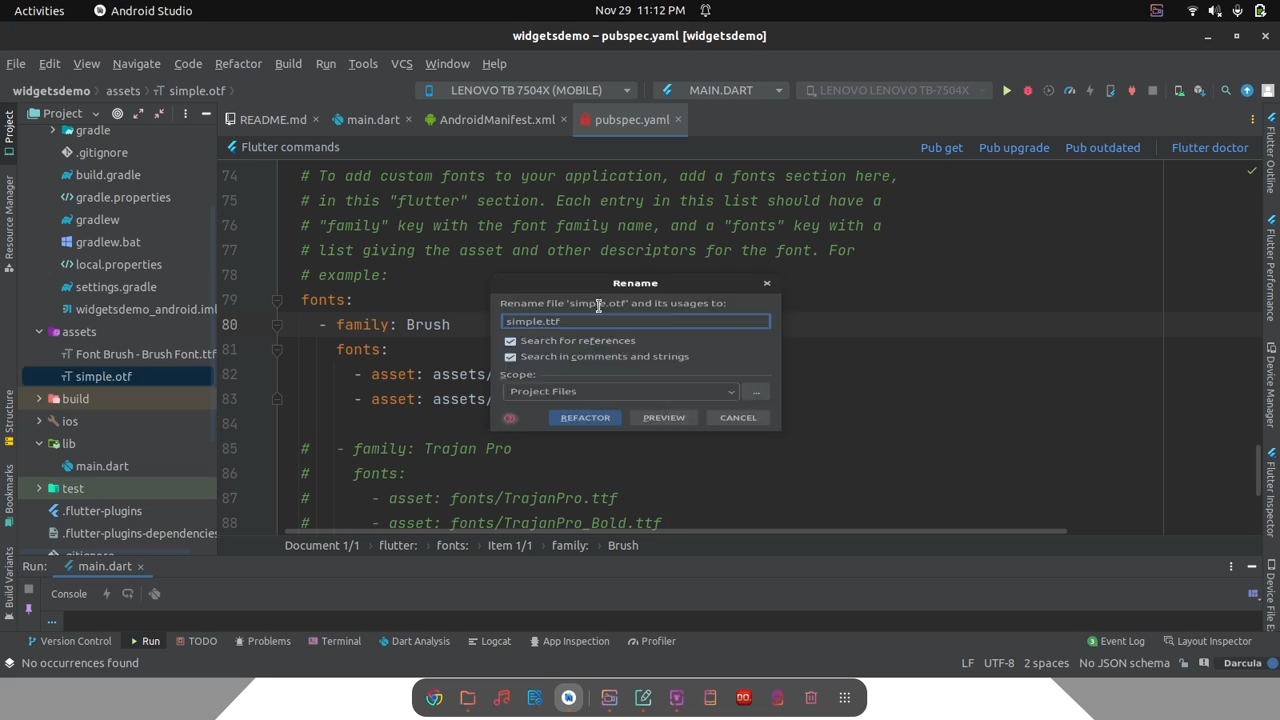 Activities Android Studio Nov 29 11:12 PM
widgetsdemo – pubspec.yaml [widgetsdemo]
File Edit View Navigate Code Refactor Build Run Tools VCS Window Help
widgetsdemo assets simple.otf LENOVO TB 7504X (MOBILE) MAIN.DART LENOVO LENOVO TB-7504X
Project README.md main.dart AndroidManifest.xml pubspec.yaml
Flutter commands Pub get Pub upgrade Pub outdated Flutter doctor
Project
Resource Manager
Structure
Bookmarks
Build Variants
gradle
.gitignore
build.gradle
gradle.properties
gradlew
gradlew.bat
local.properties
settings.gradle
widgetsdemo_android.iml
assets
Font Brush - Brush Font.ttf
simple.otf
build
ios
lib
main.dart
test
.flutter-plugins
.flutter-plugins-dependencies
.gitignore
74 # To add custom fonts to your application, add a fonts section here,
75 # in this "flutter" section. Each entry in this list should have a
76 # "family" key with the font family name, and a "fonts" key with a
77 # list giving the asset and other descriptors for the font. For
78 # example:
79 fonts:
80 - family: Brush
81 fonts:
82 - asset: assets/
83 - asset: assets/
84
85 # - family: Trajan Pro
86 # fonts:
87 # - asset: fonts/TrajanPro.ttf
88 # - asset: fonts/TrajanPro_Bold.ttf
Rename
Rename file 'simple.otf' and its usages to:
simple.ttf
Search for references
Search in comments and strings
Scope:
Project Files ...
REFACTOR PREVIEW CANCEL
Document 1/1 flutter: fonts: Item 1/1 family: Brush
Flutter Outline
Flutter Performance
Device Manager
Flutter Inspector
Device File E
Run: main.dart
Console
...
Version Control Run TODO Problems Terminal Dart Analysis Logcat App Inspection Profiler 3 Event Log Layout Inspector
No occurrences found LF UTF-8 2 spaces No JSON schema Darcula